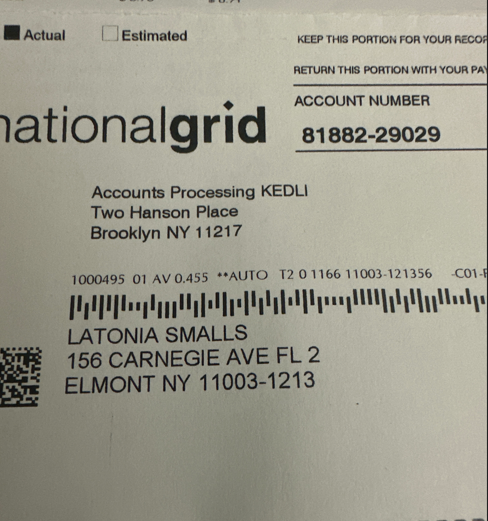 Actual
Estimated
KEEP THIS PORTION FOR YOUR
RETURN THIS PORTION WITH YOUR
nationalgrid
ACCOUNT NUMBER
81882-29029
Accounts Processing KEDLI
Two Hanson Place
Brooklyn NY 11217
1000495 01 AV 0.455 **AUTO T2 0 1166 11003-121356 -C01-
LATONIA SMALLS
156 CARNEGIE AVE FL 2
ELMONT NY 11003-1213